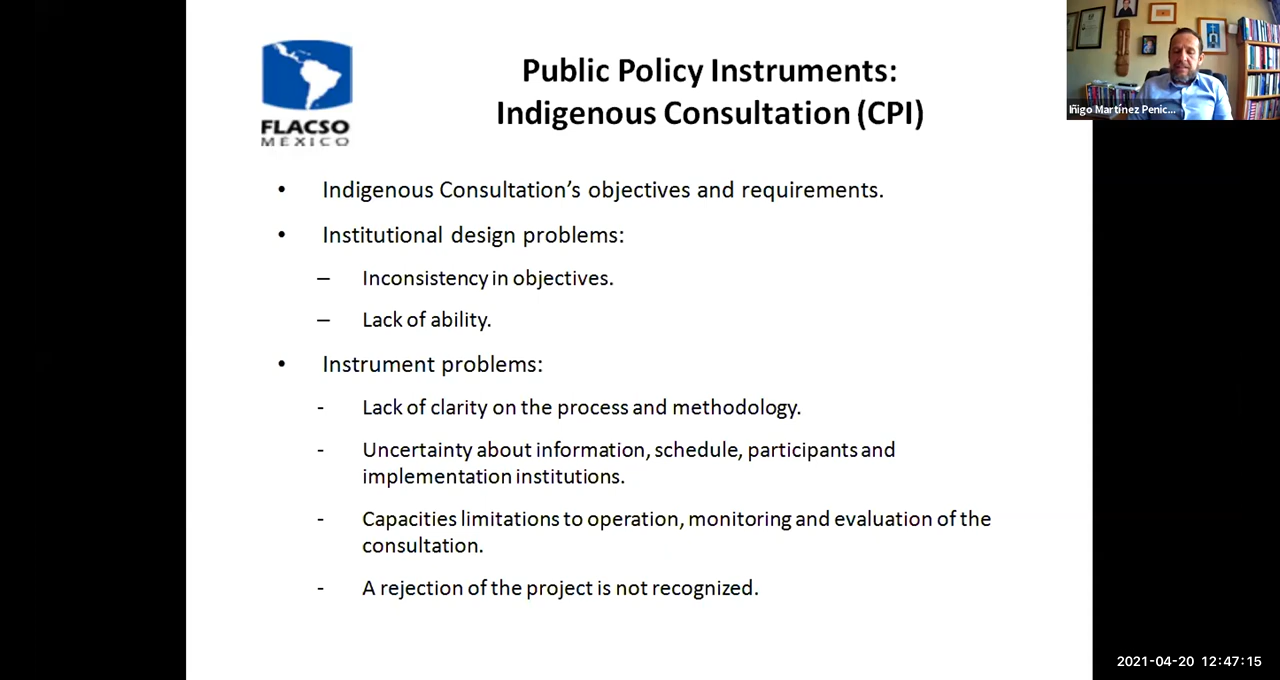 FLACSO
MÉXICO
Public Policy Instruments:
Indigenous Consultation (CPI)
Iñigo Martínez Penic...
• Indigenous Consultation’s objectives and requirements.
• Institutional design problems:
– Inconsistency in objectives.
– Lack of ability.
• Instrument problems:
- Lack of clarity on the process and methodology.
- Uncertainty about information, schedule, participants and
implementation institutions.
- Capacities limitations to operation, monitoring and evaluation of the
consultation.
- A rejection of the project is not recognized.
2021-04-20 12:47:15